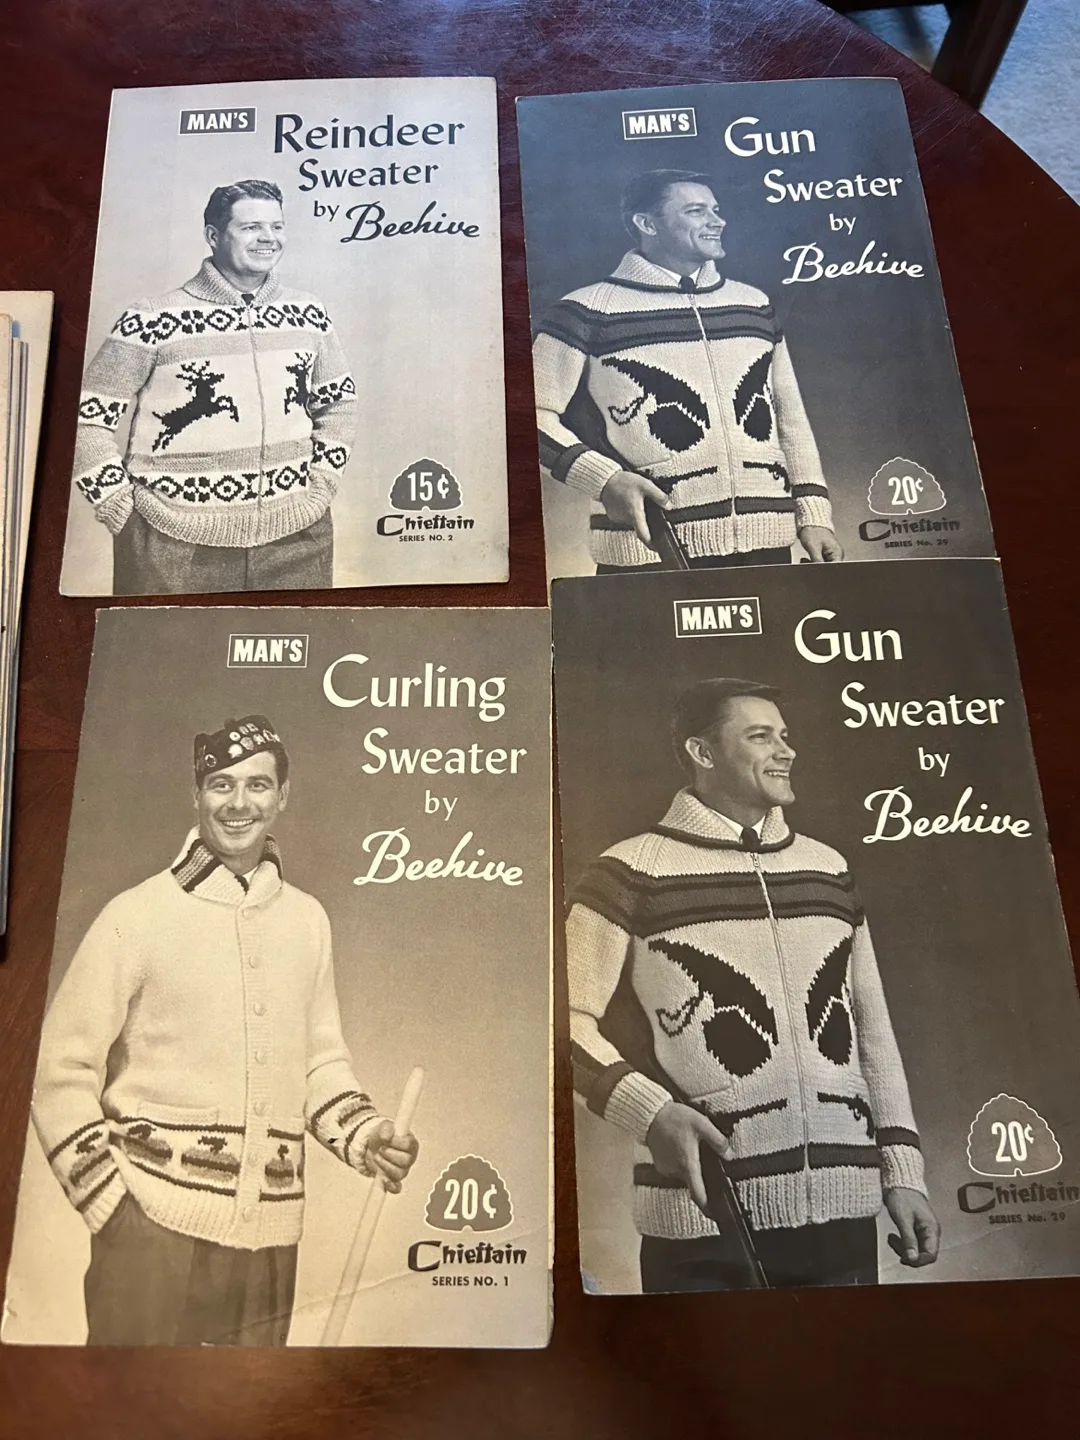 MAN'S
Reindeer
Sweater
by Beehive
15¢
Chieftain
SERIES NO. 2
MAN'S
Gun
Sweater
by
Beehive
20¢
Chieftain
SERIES No. 29
MAN'S
Curling
Sweater
by
Beehive
20¢
Chieftain
SERIES NO. 1
MAN'S
Gun
Sweater
by
Beehive
20¢
Chieftain
SERIES No. 29